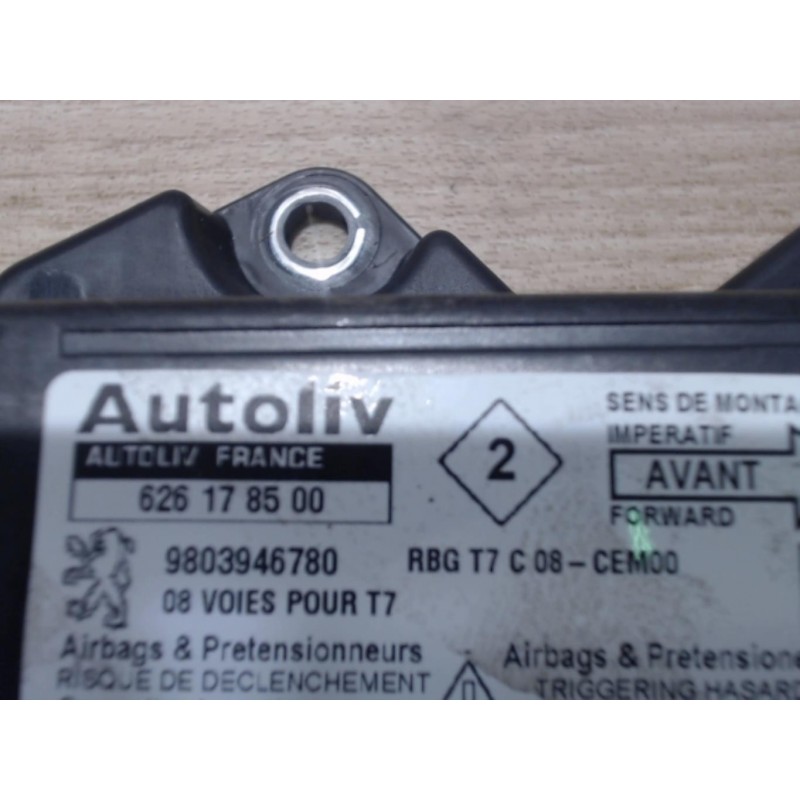 Autoliv
AUTOLIV FRANCE
626 17 85 00
2
SENS DE MONTA
IMPERATIF
AVANT
FORWARD
9803946780
RBG T7 C 08-CEM00
08 VOIES POUR T7
Airbags & Pretensionneurs
RISQUE DE DECLENCHEMENT
Airbags & Pretensione
TRIGGERING HASARD